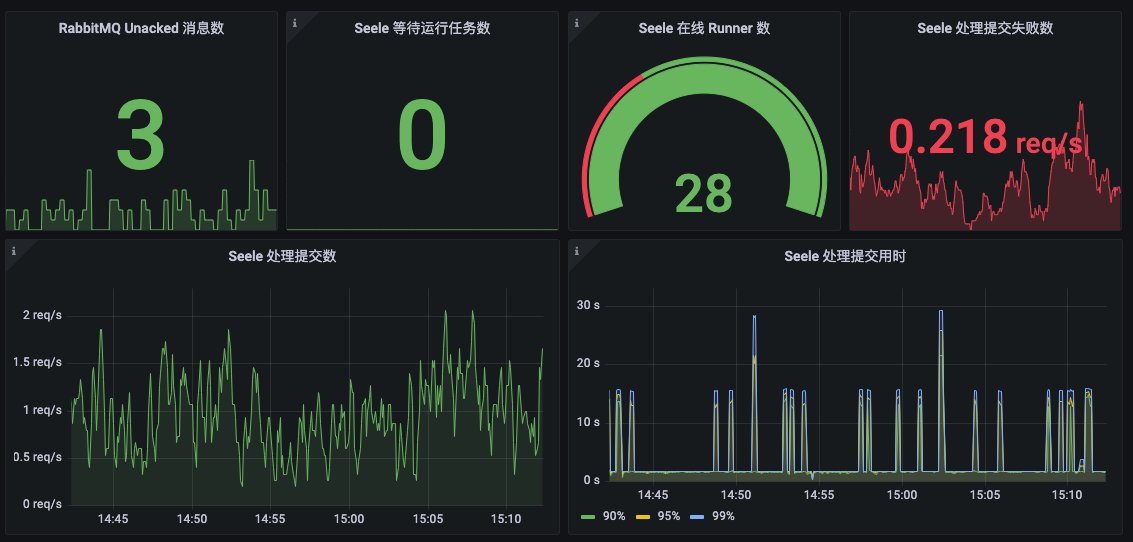 RabbitMQ Unacked 消息数
Seele 等待运行任务数
Seele 在线 Runner 数
Seele 处理提交失败数
3
0
28
0.218 req/s
Seele 处理提交数
2 req/s
1.5 req/s
1 req/s
0.5 req/s
0 req/s
14:45 14:50 14:55 15:00 15:05 15:10
Seele 处理提交用时
30 s
20 s
10 s
0 s
14:45 14:50 14:55 15:00 15:05 15:10
90% 95% 99%